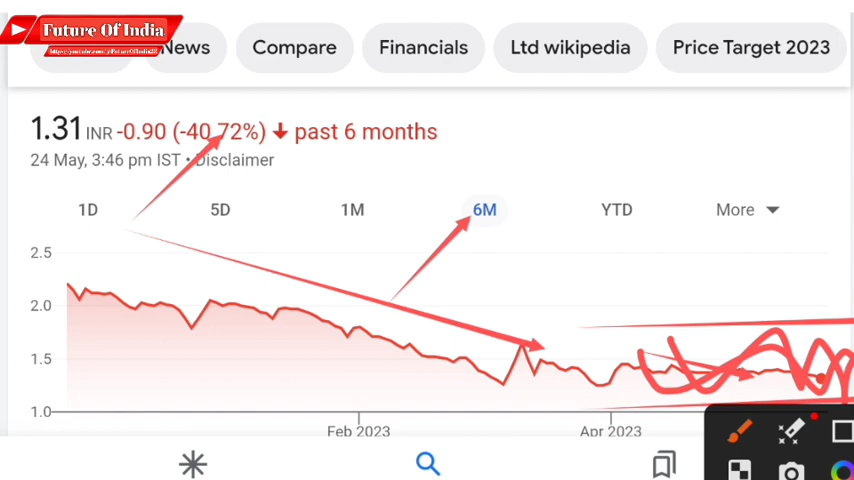 Future Of India
News
Compare
Financials
Ltd wikipedia
Price Target 2023
1.31 INR -0.90 (-40.72%) past 6 months
24 May, 3:46 pm IST • Disclaimer
1D
5D
1M
6M
YTD
More
2.5
2.0
1.5
1.0
Feb 2023
Apr 2023